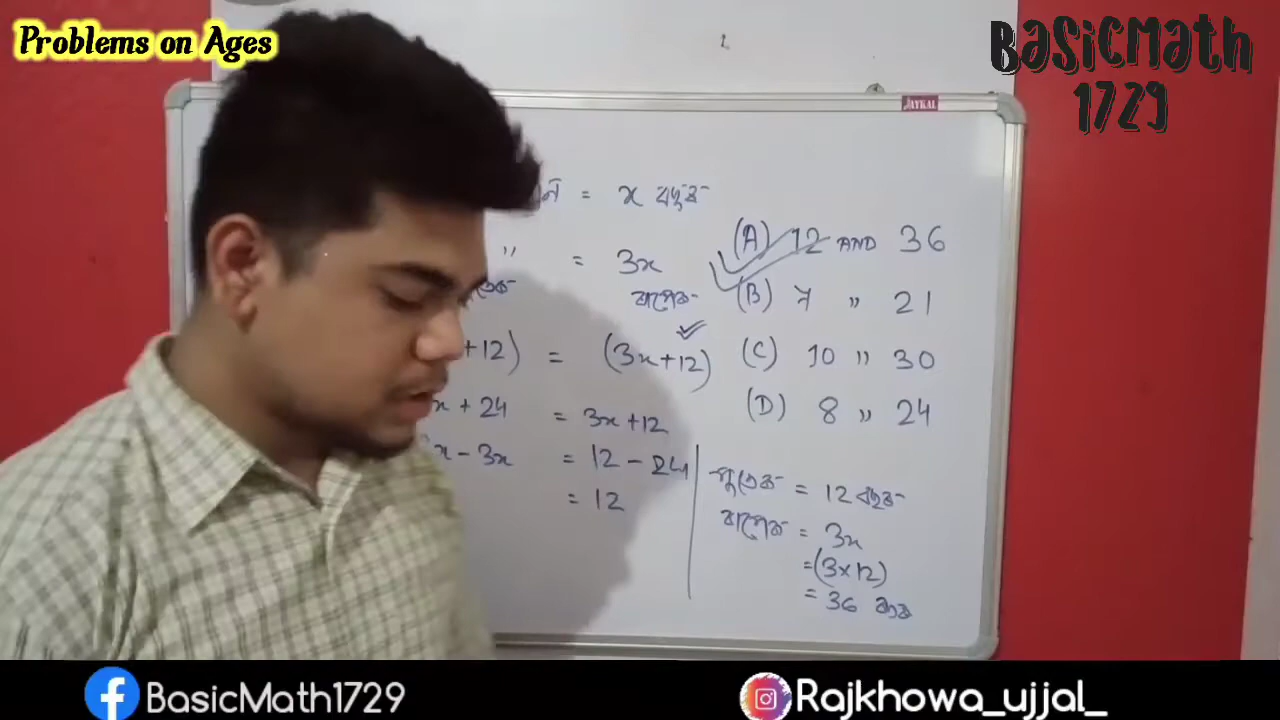 Problems on Ages
BasicMath
1729
JAYKAL
= x বছৰ
" = 3x
বাপেক
+12) = (3x+12)
x + 24 = 3x+12
x - 3x = 12 - 24
= 12
(A) 12 AND 36
(B) 7 " 21
(C) 10 " 30
(D) 8 " 24
পুতেক = 12 বছৰ
বাপেক = 3x
= (3×12)
= 36
BasicMath1729
Rajkhowa_ujjal_